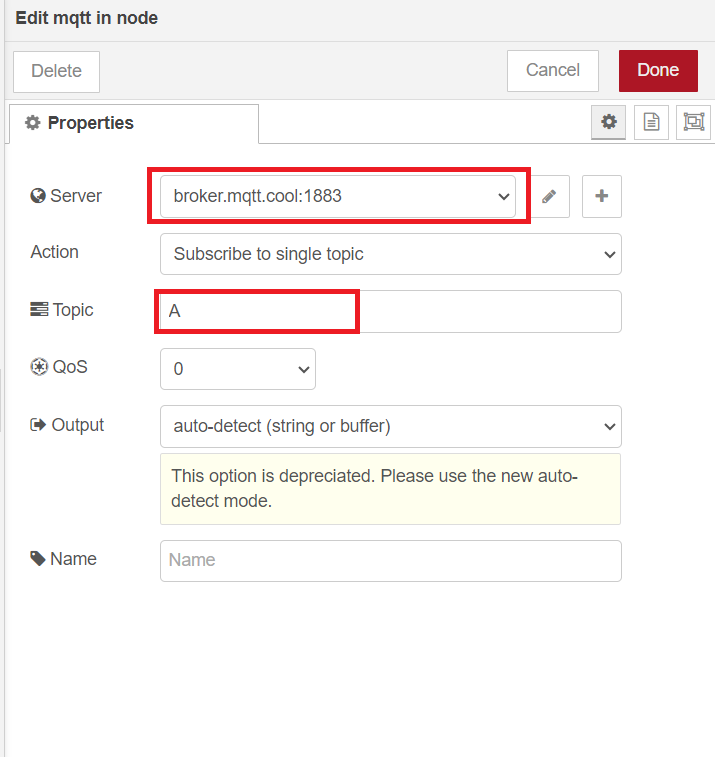 Edit mqtt in node
Delete
Cancel
Done
Properties
Server
broker.mqtt.cool:1883
Action
Subscribe to single topic
Topic
A
QoS
0
Output
auto-detect (string or buffer)
This option is depreciated. Please use the new auto-
detect mode.
Name
Name